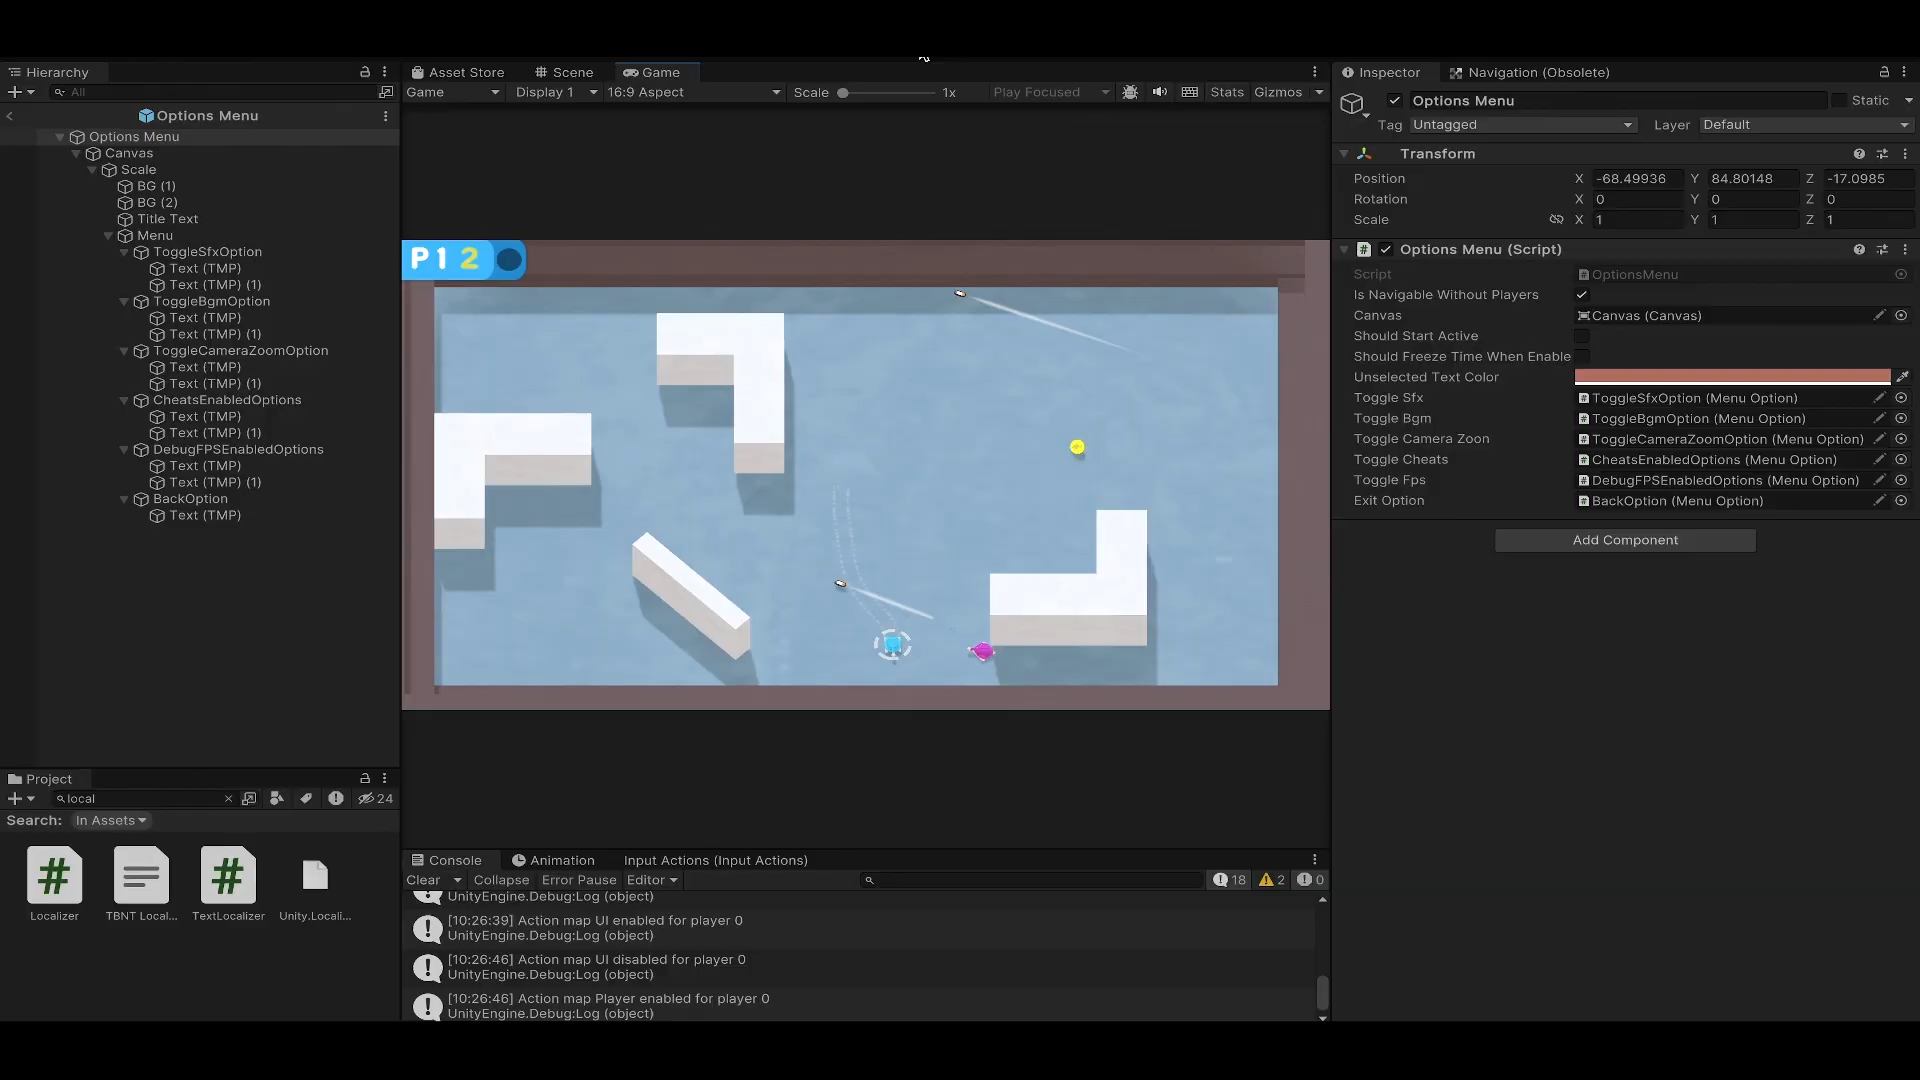 Hierarchy
All
Options Menu
Options Menu
Canvas
Scale
BG (1)
BG (2)
Title Text
Menu
ToggleSfxOption
Text (TMP)
Text (TMP) (1)
ToggleBgmOption
Text (TMP)
Text (TMP) (1)
ToggleCameraZoomOption
Text (TMP)
Text (TMP) (1)
CheatsEnabledOptions
Text (TMP)
Text (TMP) (1)
DebugFPSEnabledOptions
Text (TMP)
Text (TMP) (1)
BackOption
Text (TMP)
Project
local
24
Search: In Assets
Localizer
TBNT Local...
TextLocalizer
Unity.Locali...
Asset Store Scene Game
Game Display 1 16:9 Aspect Scale 1x Play Focused Stats Gizmos
P1 2
Console Animation Input Actions (Input Actions)
Clear Collapse Error Pause Editor 18 2 0
UnityEngine.Debug:Log (object)
[10:26:39] Action map UI enabled for player 0
UnityEngine.Debug:Log (object)
[10:26:46] Action map UI disabled for player 0
UnityEngine.Debug:Log (object)
[10:26:46] Action map Player enabled for player 0
UnityEngine.Debug:Log (object)
Inspector Navigation (Obsolete)
Options Menu Static
Tag Untagged Layer Default
Transform
Position X -68.49936 Y 84.80148 Z -17.0985
Rotation X 0 Y 0 Z 0
Scale X 1 Y 1 Z 1
# Options Menu (Script)
Script #OptionsMenu
Is Navigable Without Players
Canvas Canvas (Canvas)
Should Start Active
Should Freeze Time When Enable
Unselected Text Color
Toggle Sfx #ToggleSfxOption (Menu Option)
Toggle Bgm #ToggleBgmOption (Menu Option)
Toggle Camera Zoon #ToggleCameraZoomOption (Menu Option)
Toggle Cheats #CheatsEnabledOptions (Menu Option)
Toggle Fps #DebugFPSEnabledOptions (Menu Option)
Exit Option #BackOption (Menu Option)
Add Component